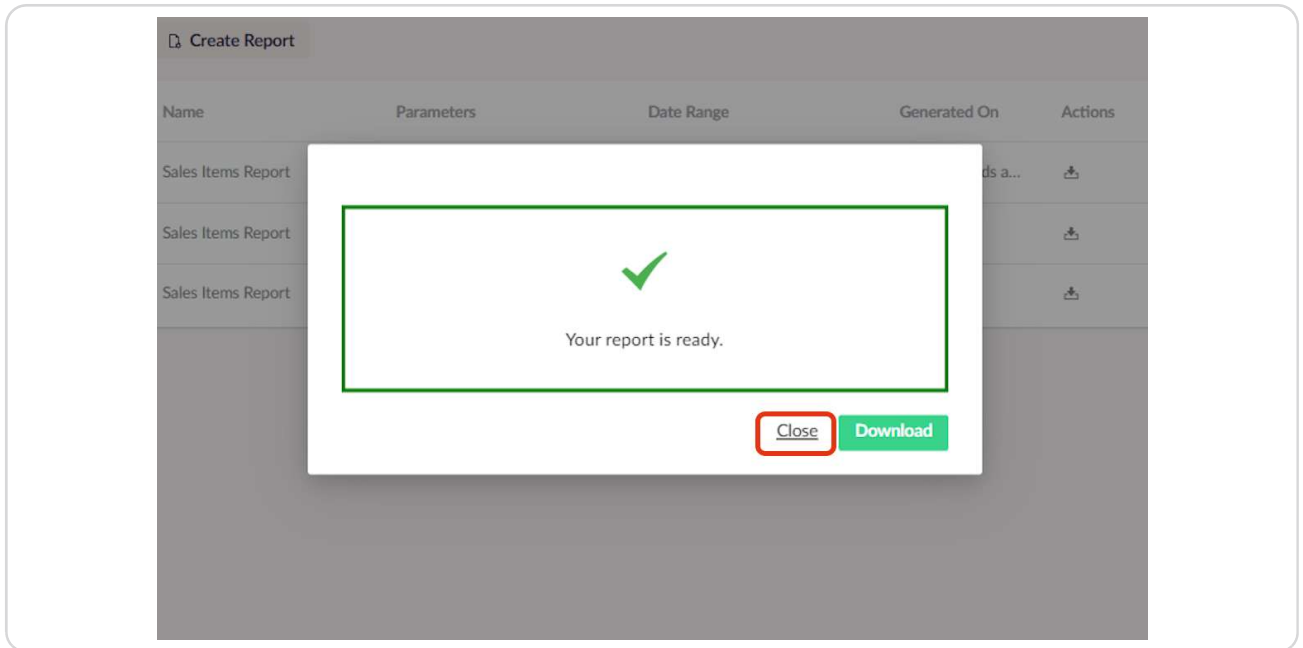 Create Report
Name Parameters Date Range Generated On Actions
Sales Items Report ds a...
Sales Items Report
Sales Items Report
Your report is ready.
Close Download